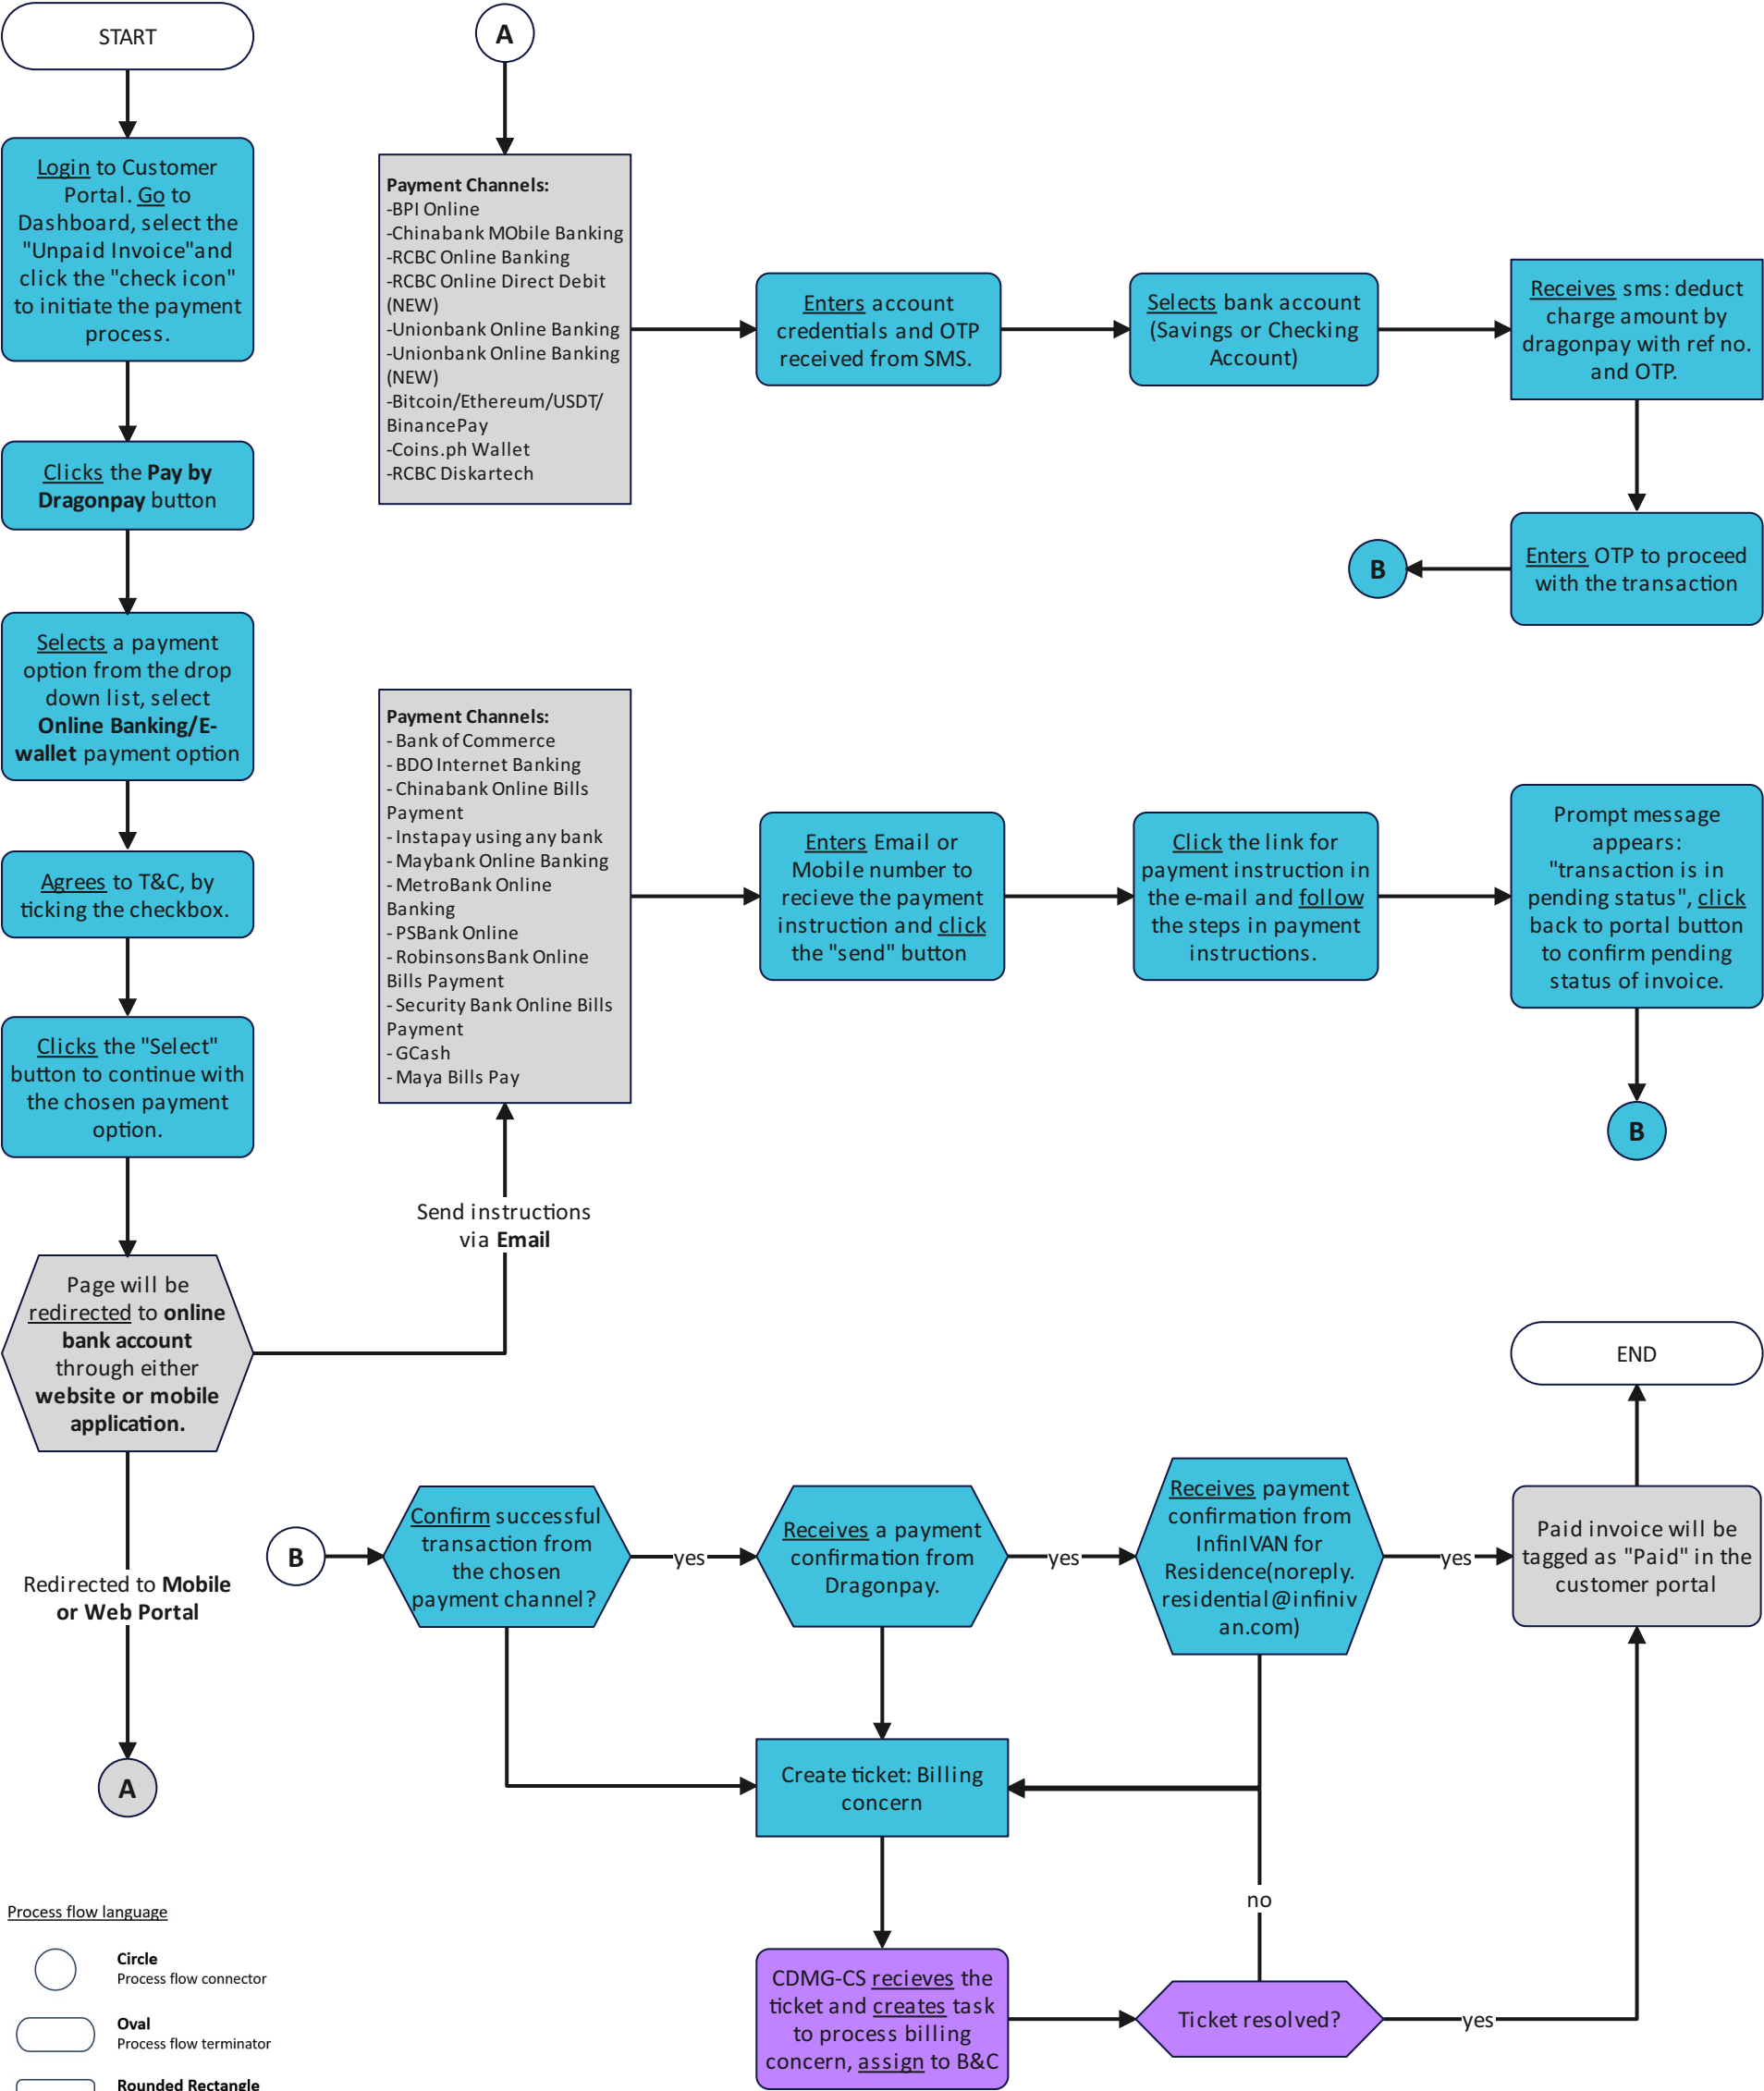 START
Login to Customer
Portal. Go to
Dashboard, select the
"Unpaid Invoice"and
click the "check icon"
to initiate the payment
process.
Clicks the Pay by
Dragonpay button
Selects a payment
option from the drop
down list, select
Online Banking/E-
wallet payment option
Agrees to T&C, by
ticking the checkbox.
Clicks the "Select"
button to continue with
the chosen payment
option.
Page will be
redirected to online
bank account
through either
website or mobile
application.
Send instructions
via Email
Redirected to Mobile
or Web Portal
A
A
Payment Channels:
-BPI Online
-Chinabank MObile Banking
-RCBC Online Banking
-RCBC Online Direct Debit
(NEW)
-Unionbank Online Banking
-Unionbank Online Banking
(NEW)
-Bitcoin/Ethereum/USDT/
BinancePay
-Coins.ph Wallet
-RCBC Diskartech
Enters account
credentials and OTP
received from SMS.
Selects bank account
(Savings or Checking
Account)
Receives sms: deduct
charge amount by
dragonpay with ref no.
and OTP.
Enters OTP to proceed
with the transaction
B
Payment Channels:
- Bank of Commerce
- BDO Internet Banking
- Chinabank Online Bills
Payment
- Instapay using any bank
- Maybank Online Banking
- MetroBank Online
Banking
- PSBank Online
- RobinsonsBank Online
Bills Payment
- Security Bank Online Bills
Payment
- GCash
- Maya Bills Pay
Enters Email or
Mobile number to
recieve the payment
instruction and click
the "send" button
Click the link for
payment instruction in
the e-mail and follow
the steps in payment
instructions.
Prompt message
appears:
"transaction is in
pending status", click
back to portal button
to confirm pending
status of invoice.
B
B
Confirm successful
transaction from
the chosen
payment channel?
yes
Receives a payment
confirmation from
Dragonpay.
yes
Receives payment
confirmation from
InfinIVAN for
Residence(noreply.
residential@infiniv
an.com)
yes
Paid invoice will be
tagged as "Paid" in the
customer portal
END
Create ticket: Billing
concern
no
CDMG-CS recieves the
ticket and creates task
to process billing
concern, assign to B&C
Ticket resolved?
yes
Process flow language
Circle
Process flow connector
Oval
Process flow terminator
Rounded Rectangle